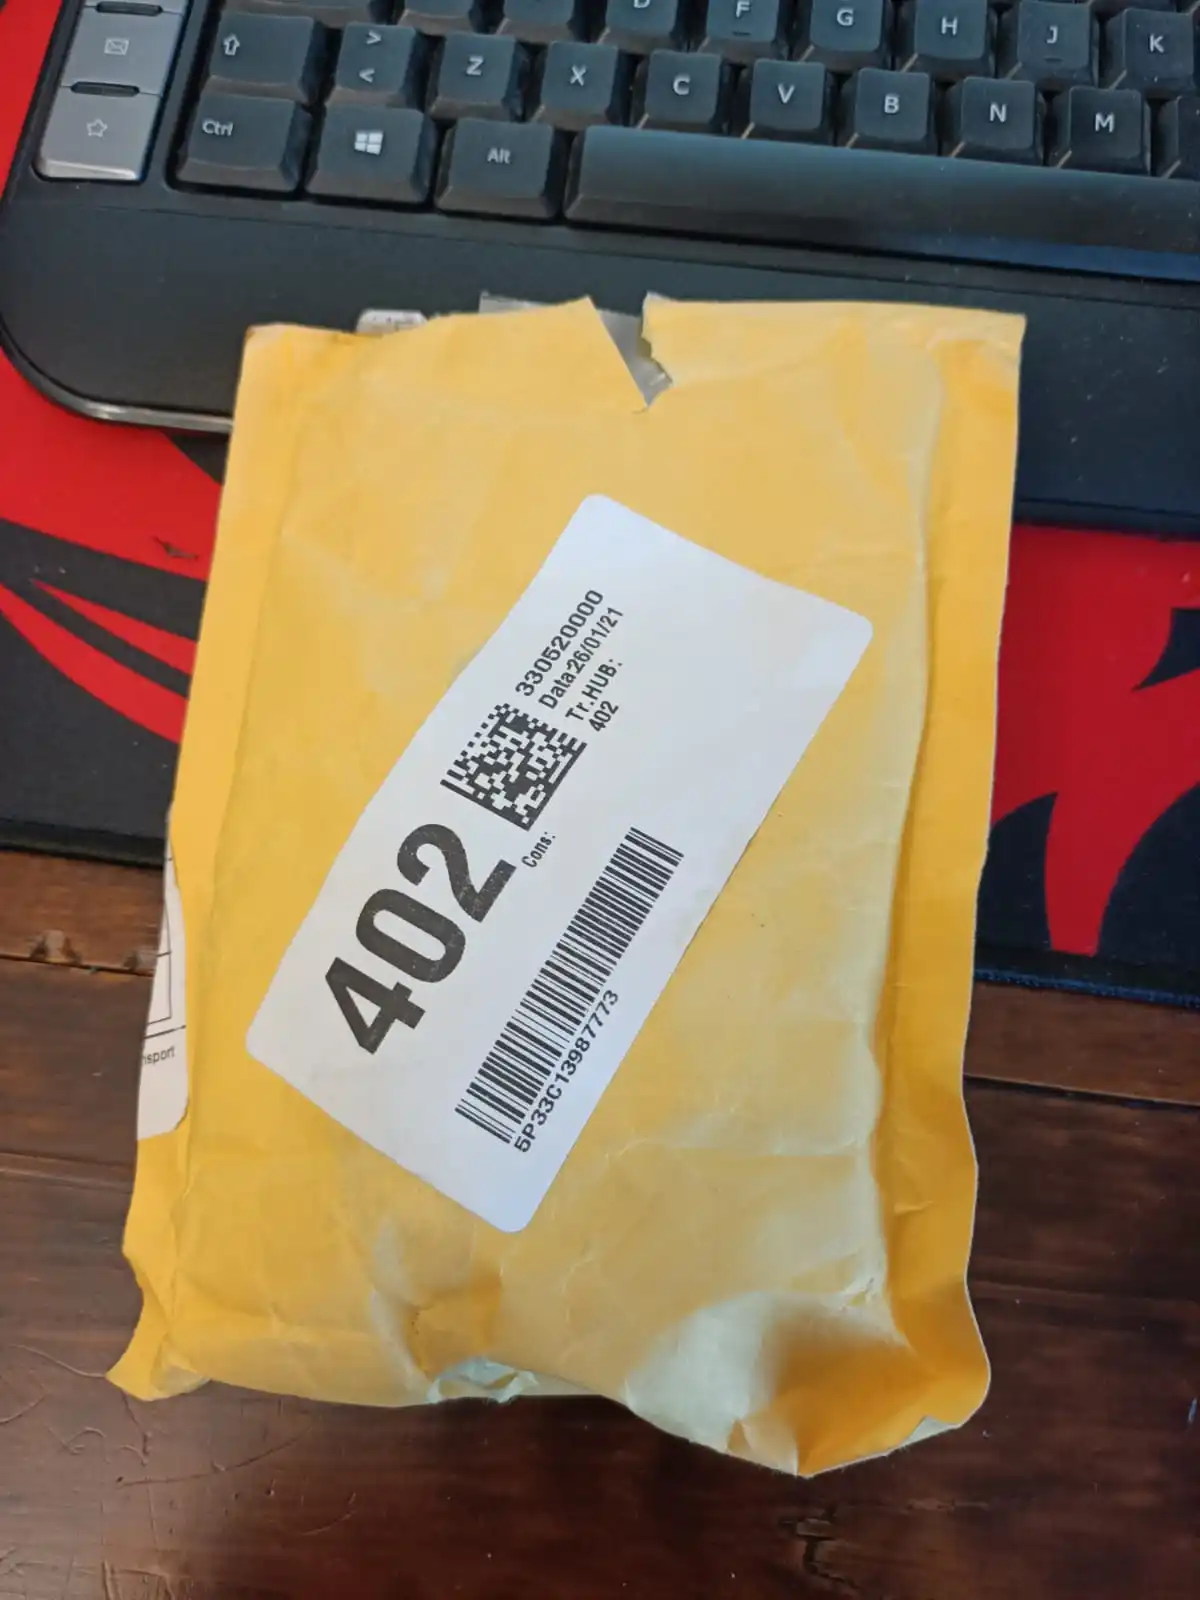 D F G H J K
> < Z X C V B N M
Ctrl Alt
330520000
Data:26/01/21
Tr.HUB:
402
402
Cons:
5P33C13987773
nsport